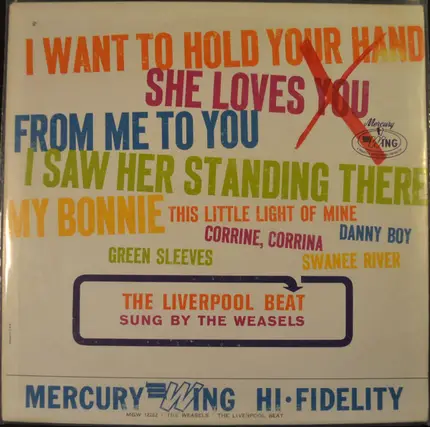 I WANT TO HOLD YOUR HAND
SHE LOVES YOU
FROM ME TO YOU
Mercury
WING
I SAW HER STANDING THERE
MY BONNIE
THIS LITTLE LIGHT OF MINE
CORRINE, CORRINA
DANNY BOY
GREEN SLEEVES
SWANEE RIVER
THE LIVERPOOL BEAT
SUNG BY THE WEASELS
MERCURY WING HI·FIDELITY
THE WEASELS · THE LIVERPOOL BEAT